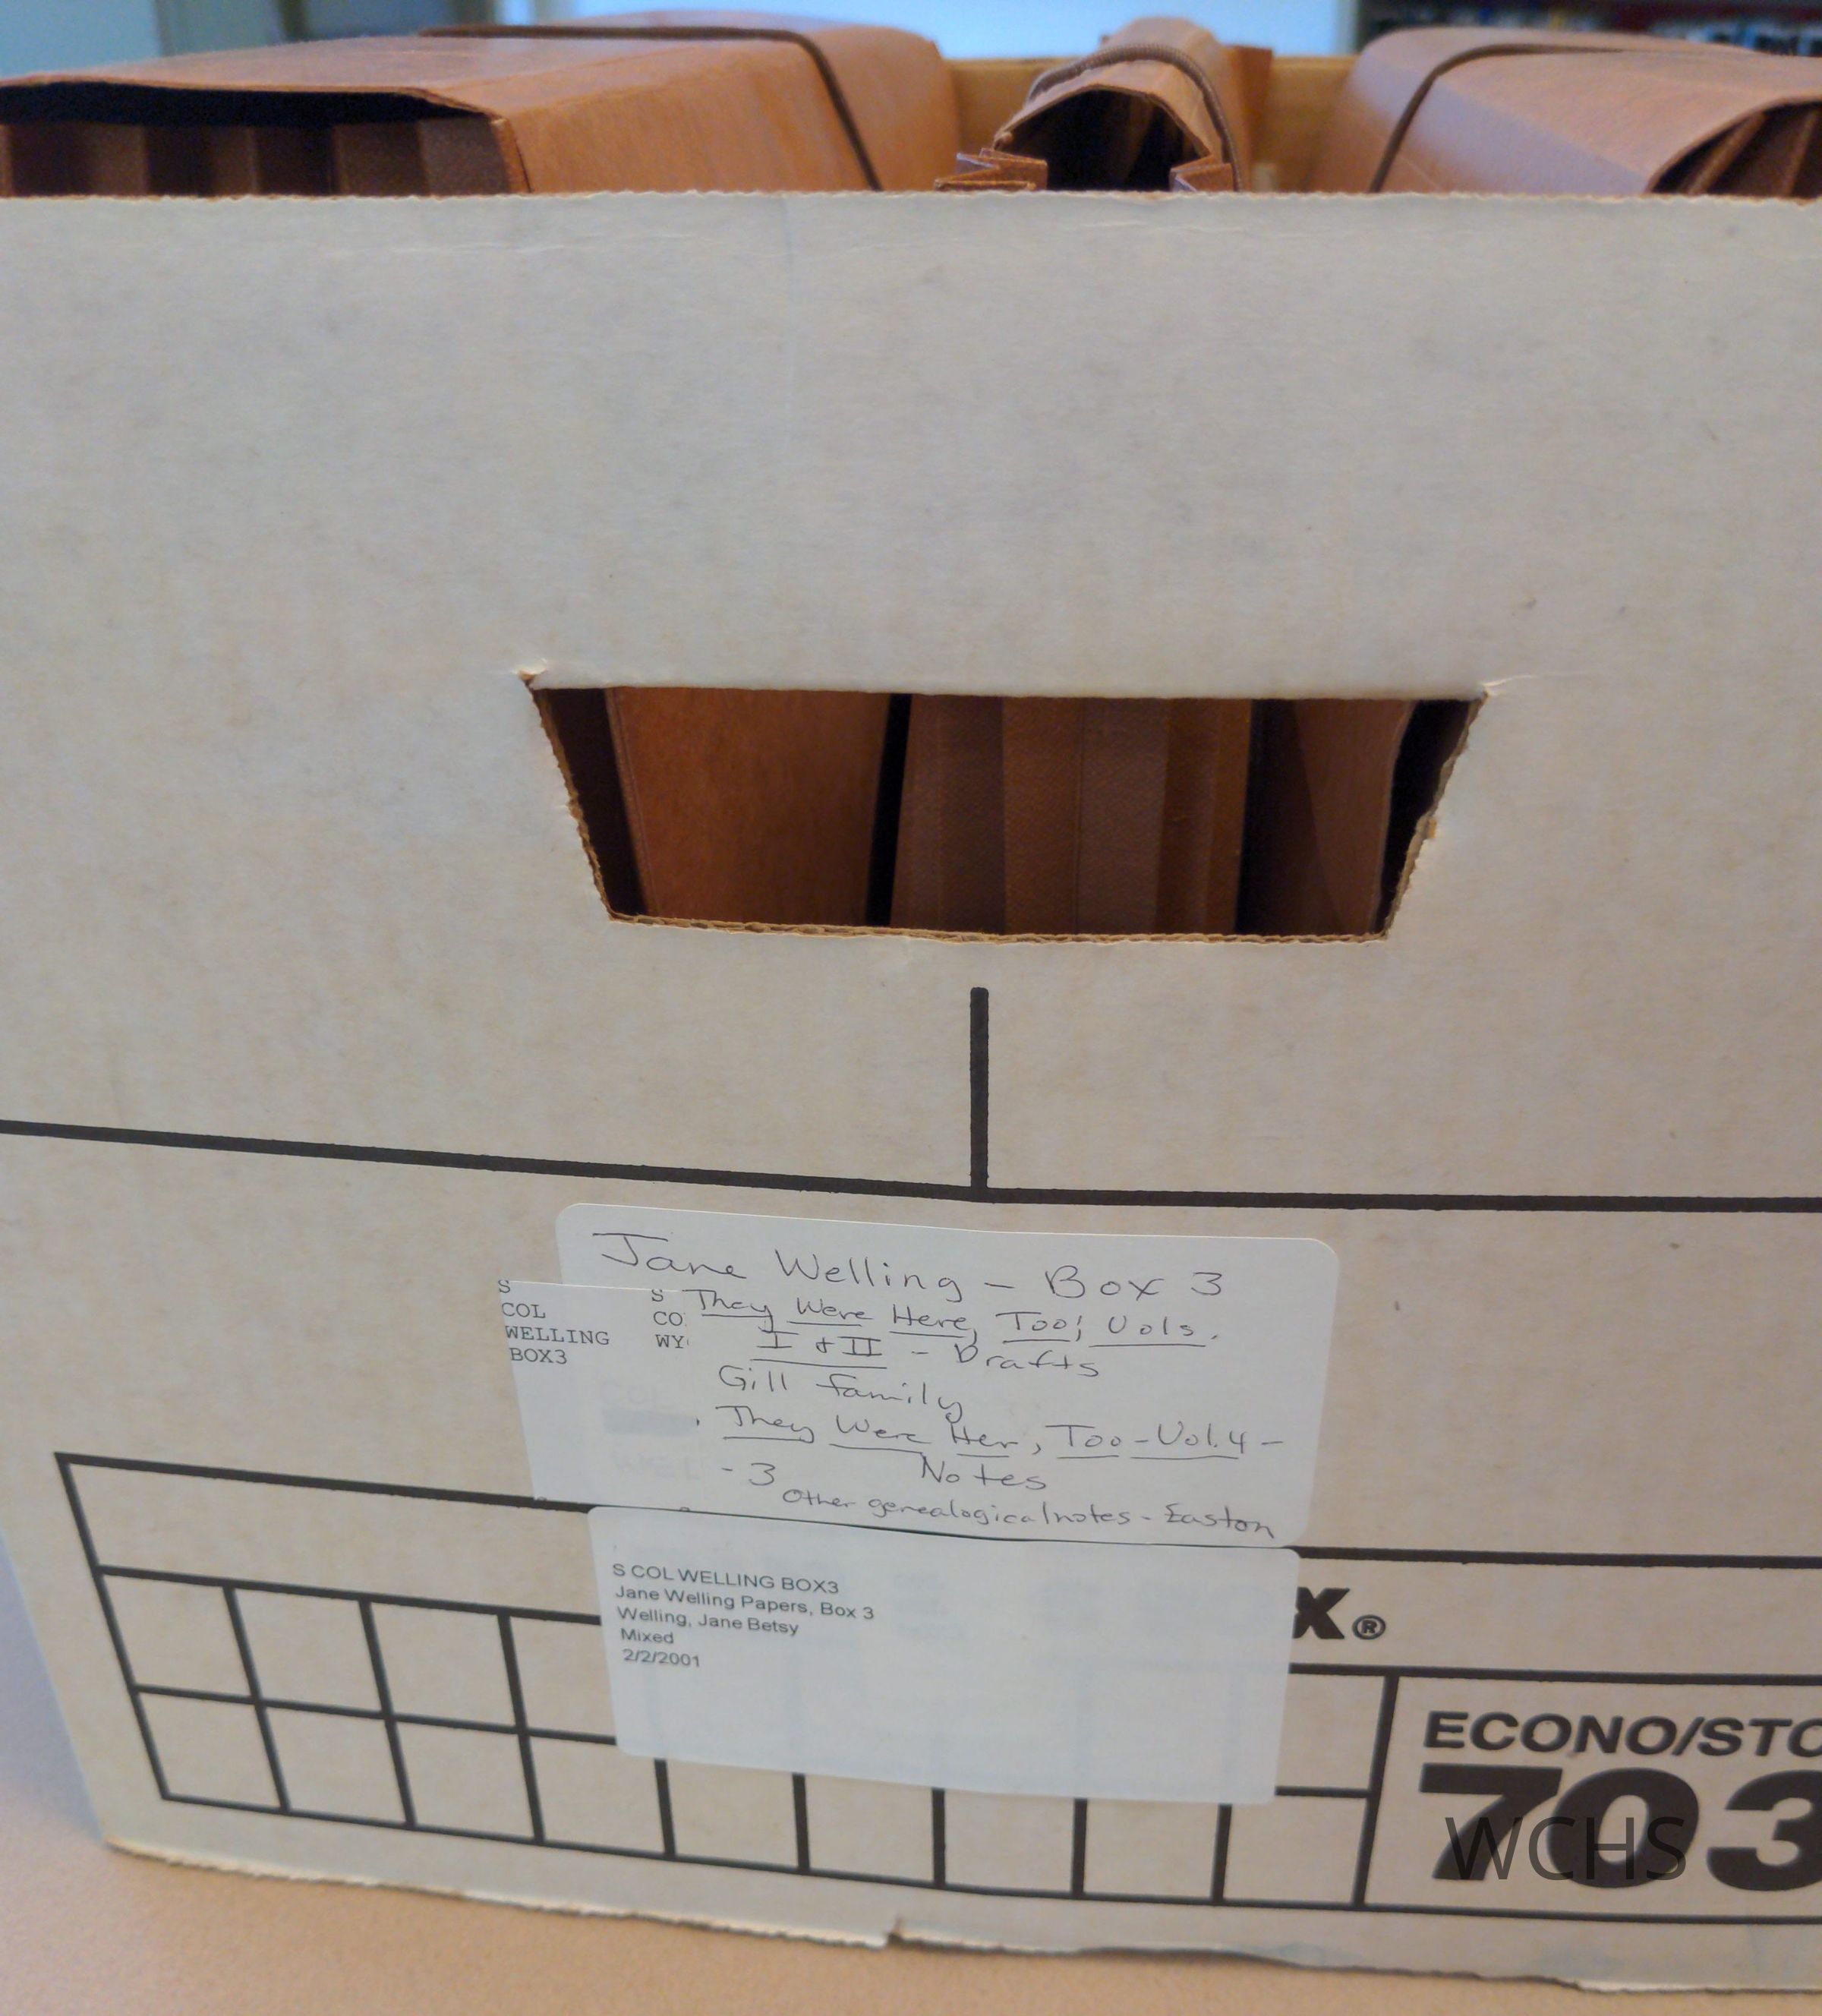 Jane Welling - Box 3
They Were Here, Too; Vols.
I + II - Drafts
Gill family
They Were Her, Too - Vol. 4 -
- 3 Notes
Other genealogical notes - Easton
S
COL
WELLING
BOX3
S
CO
WY
S COL WELLING BOX3
Jane Welling Papers, Box 3
Welling, Jane Betsy
Mixed
2/2/2001
X®
ECONO/STO
703
WCHS